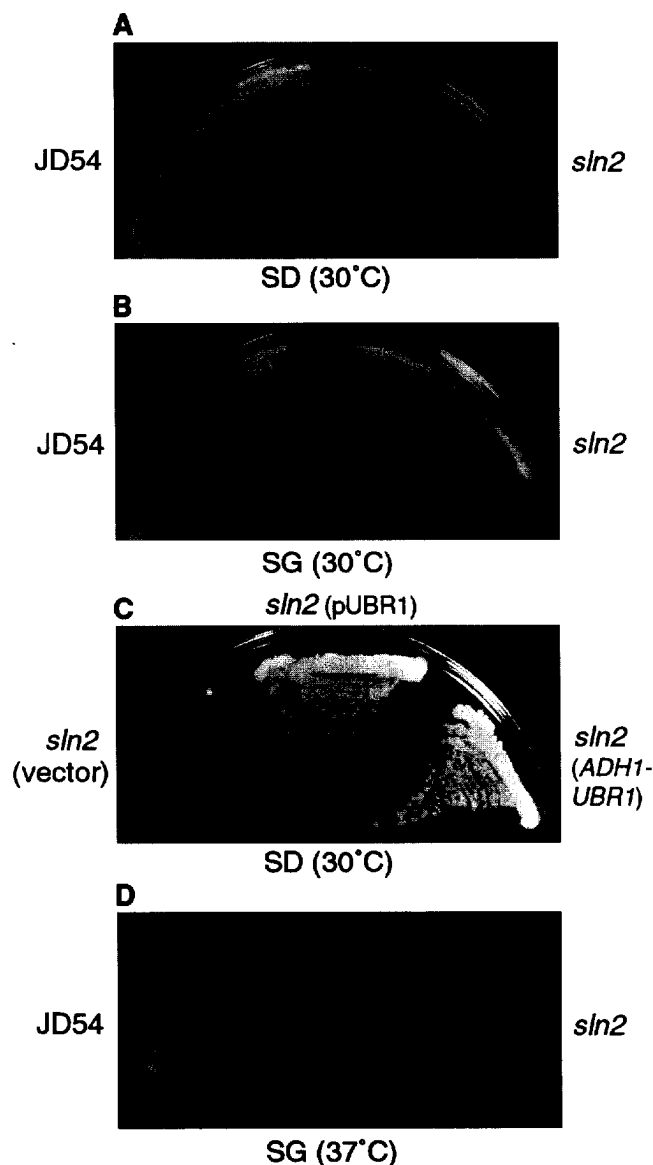 A
JD54
sln2
SD (30°C)
B
JD54
sln2
SG (30°C)
C
sln2 (pUBR1)
sln2
(vector)
sln2
(ADH1-
UBR1)
SD (30°C)
D
JD54
sln2
SG (37°C)